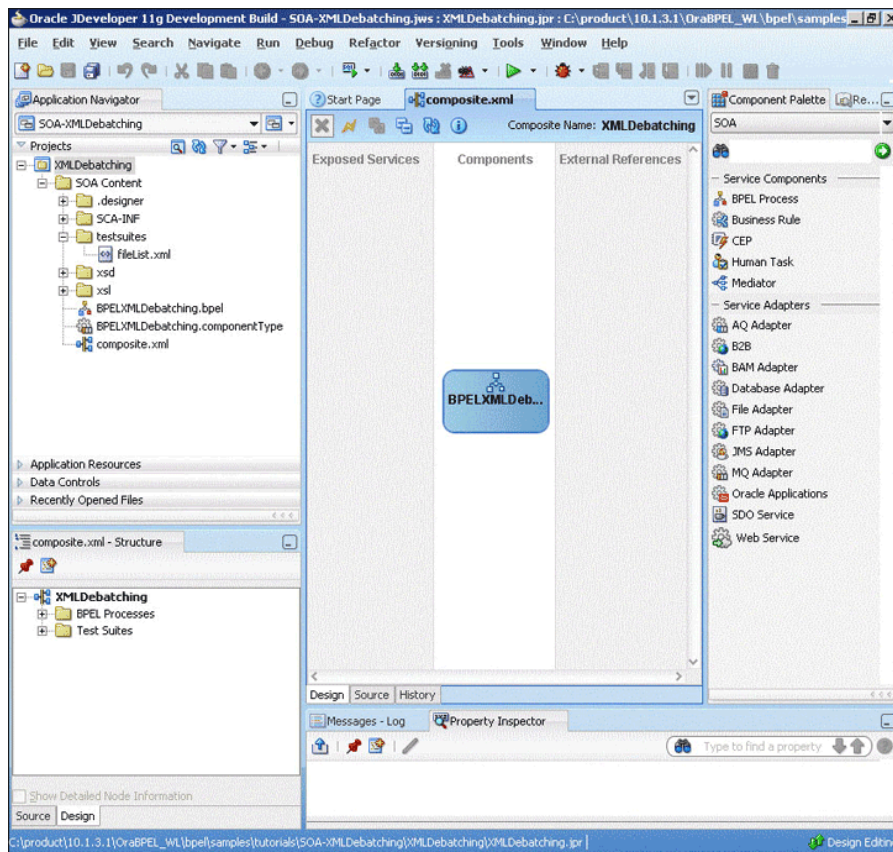 Oracle JDeveloper 11g Development Build - SOA-XMLDebatching.jws : XMLDebatching.jpr : C:\product\10.1.3.1\OraBPEL_WL\bpel\samples
File Edit View Search Navigate Run Debug Refactor Versioning Tools Window Help
Application Navigator
SOA-XMLDebatching
Projects
XMLDebatching
SOA Content
.designer
SCA-INF
testsuites
fileList.xml
xsd
xsl
BPELXMLDebatching.bpel
BPELXMLDebatching.componentType
composite.xml
Application Resources
Data Controls
Recently Opened Files
composite.xml - Structure
XMLDebatching
BPEL Processes
Test Suites
Show Detailed Node Information
Source Design
Start Page composite.xml
Composite Name: XMLDebatching
Exposed Services Components External References
BPELXMLDeb...
Design Source History
Messages - Log Property Inspector
Type to find a property
Component Palette Re...
SOA
Service Components
BPEL Process
Business Rule
CEP
Human Task
Mediator
Service Adapters
AQ Adapter
B2B
BAM Adapter
Database Adapter
File Adapter
FTP Adapter
JMS Adapter
MQ Adapter
Oracle Applications
SDO Service
Web Service
C:\product\10.1.3.1\OraBPEL_WL\bpel\samples\tutorials\SOA-XMLDebatching\XMLDebatching\XMLDebatching.jpr Design Editin